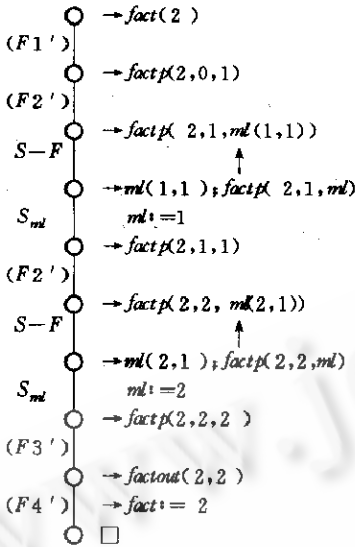 →fact(2)
(F1')
→factp(2,0,1)
(F2')
→factp(2,1,ml(1,1))
S-F
→ml(1,1);factp(2,1,ml)
S_ml
ml:=1
→factp(2,1,1)
(F2')
→factp(2,2,ml(2,1))
S-F
→ml(2,1);factp(2,2,ml)
S_ml
ml:=2
→factp(2,2,2)
(F3')
→factout(2,2)
(F4')
→fact:=2
□